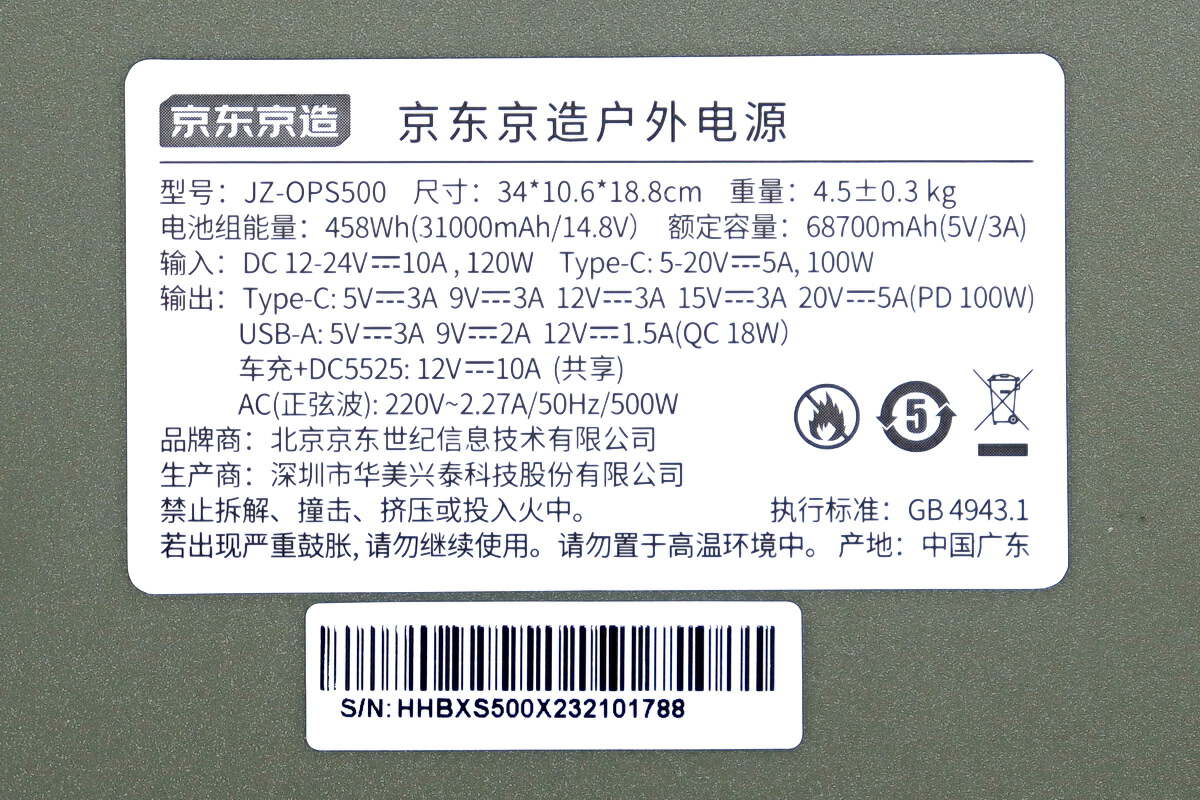 京东京造 京东京造户外电源
型号：JZ-OPS500 尺寸：34*10.6*18.8cm 重量：4.5±0.3 kg
电池组能量：458Wh(31000mAh/14.8V） 额定容量：68700mAh(5V/3A)
输入：DC 12-24V⎓10A , 120W Type-C: 5-20V⎓5A, 100W
输出：Type-C: 5V⎓3A 9V⎓3A 12V⎓3A 15V⎓3A 20V⎓5A(PD 100W)
USB-A: 5V⎓3A 9V⎓2A 12V⎓1.5A(QC 18W）
车充+DC5525: 12V⎓10A (共享)
AC(正弦波): 220V~2.27A/50Hz/500W
5
品牌商：北京京东世纪信息技术有限公司
生产商：深圳市华美兴泰科技股份有限公司
禁止拆解、撞击、挤压或投入火中。 执行标准：GB 4943.1
若出现严重鼓胀, 请勿继续使用。请勿置于高温环境中。 产地：中国广东
S/N: HHBXS500X232101788